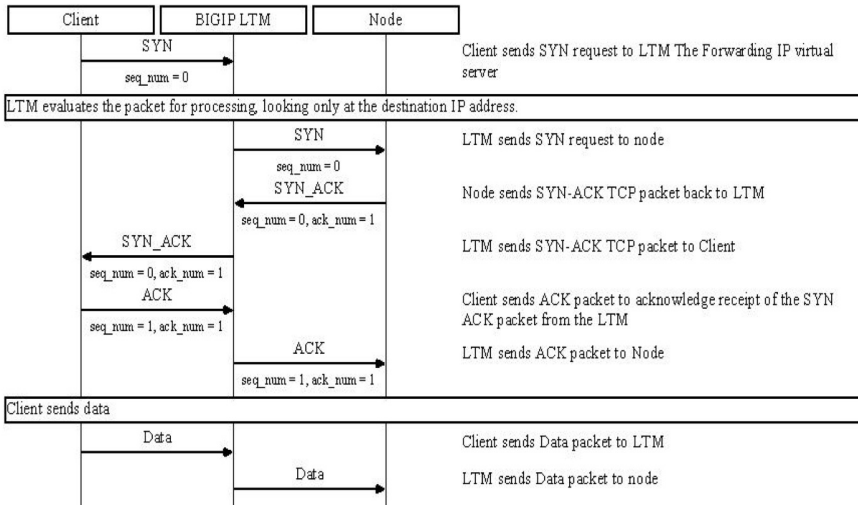 Client
BIGIP LTM
Node
SYN
seq_num = 0
Client sends SYN request to LTM The Forwarding IP virtual
server
LTM evaluates the packet for processing, looking only at the destination IP address.
SYN
seq_num = 0
LTM sends SYN request to node
SYN_ACK
seq_num = 0, ack_num = 1
Node sends SYN-ACK TCP packet back to LTM
SYN_ACK
seq_num = 0, ack_num = 1
LTM sends SYN-ACK TCP packet to Client
ACK
seq_num = 1, ack_num = 1
Client sends ACK packet to acknowledge receipt of the SYN
ACK packet from the LTM
ACK
seq_num = 1, ack_num = 1
LTM sends ACK packet to Node
Client sends data
Data
Client sends Data packet to LTM
Data
LTM sends Data packet to node